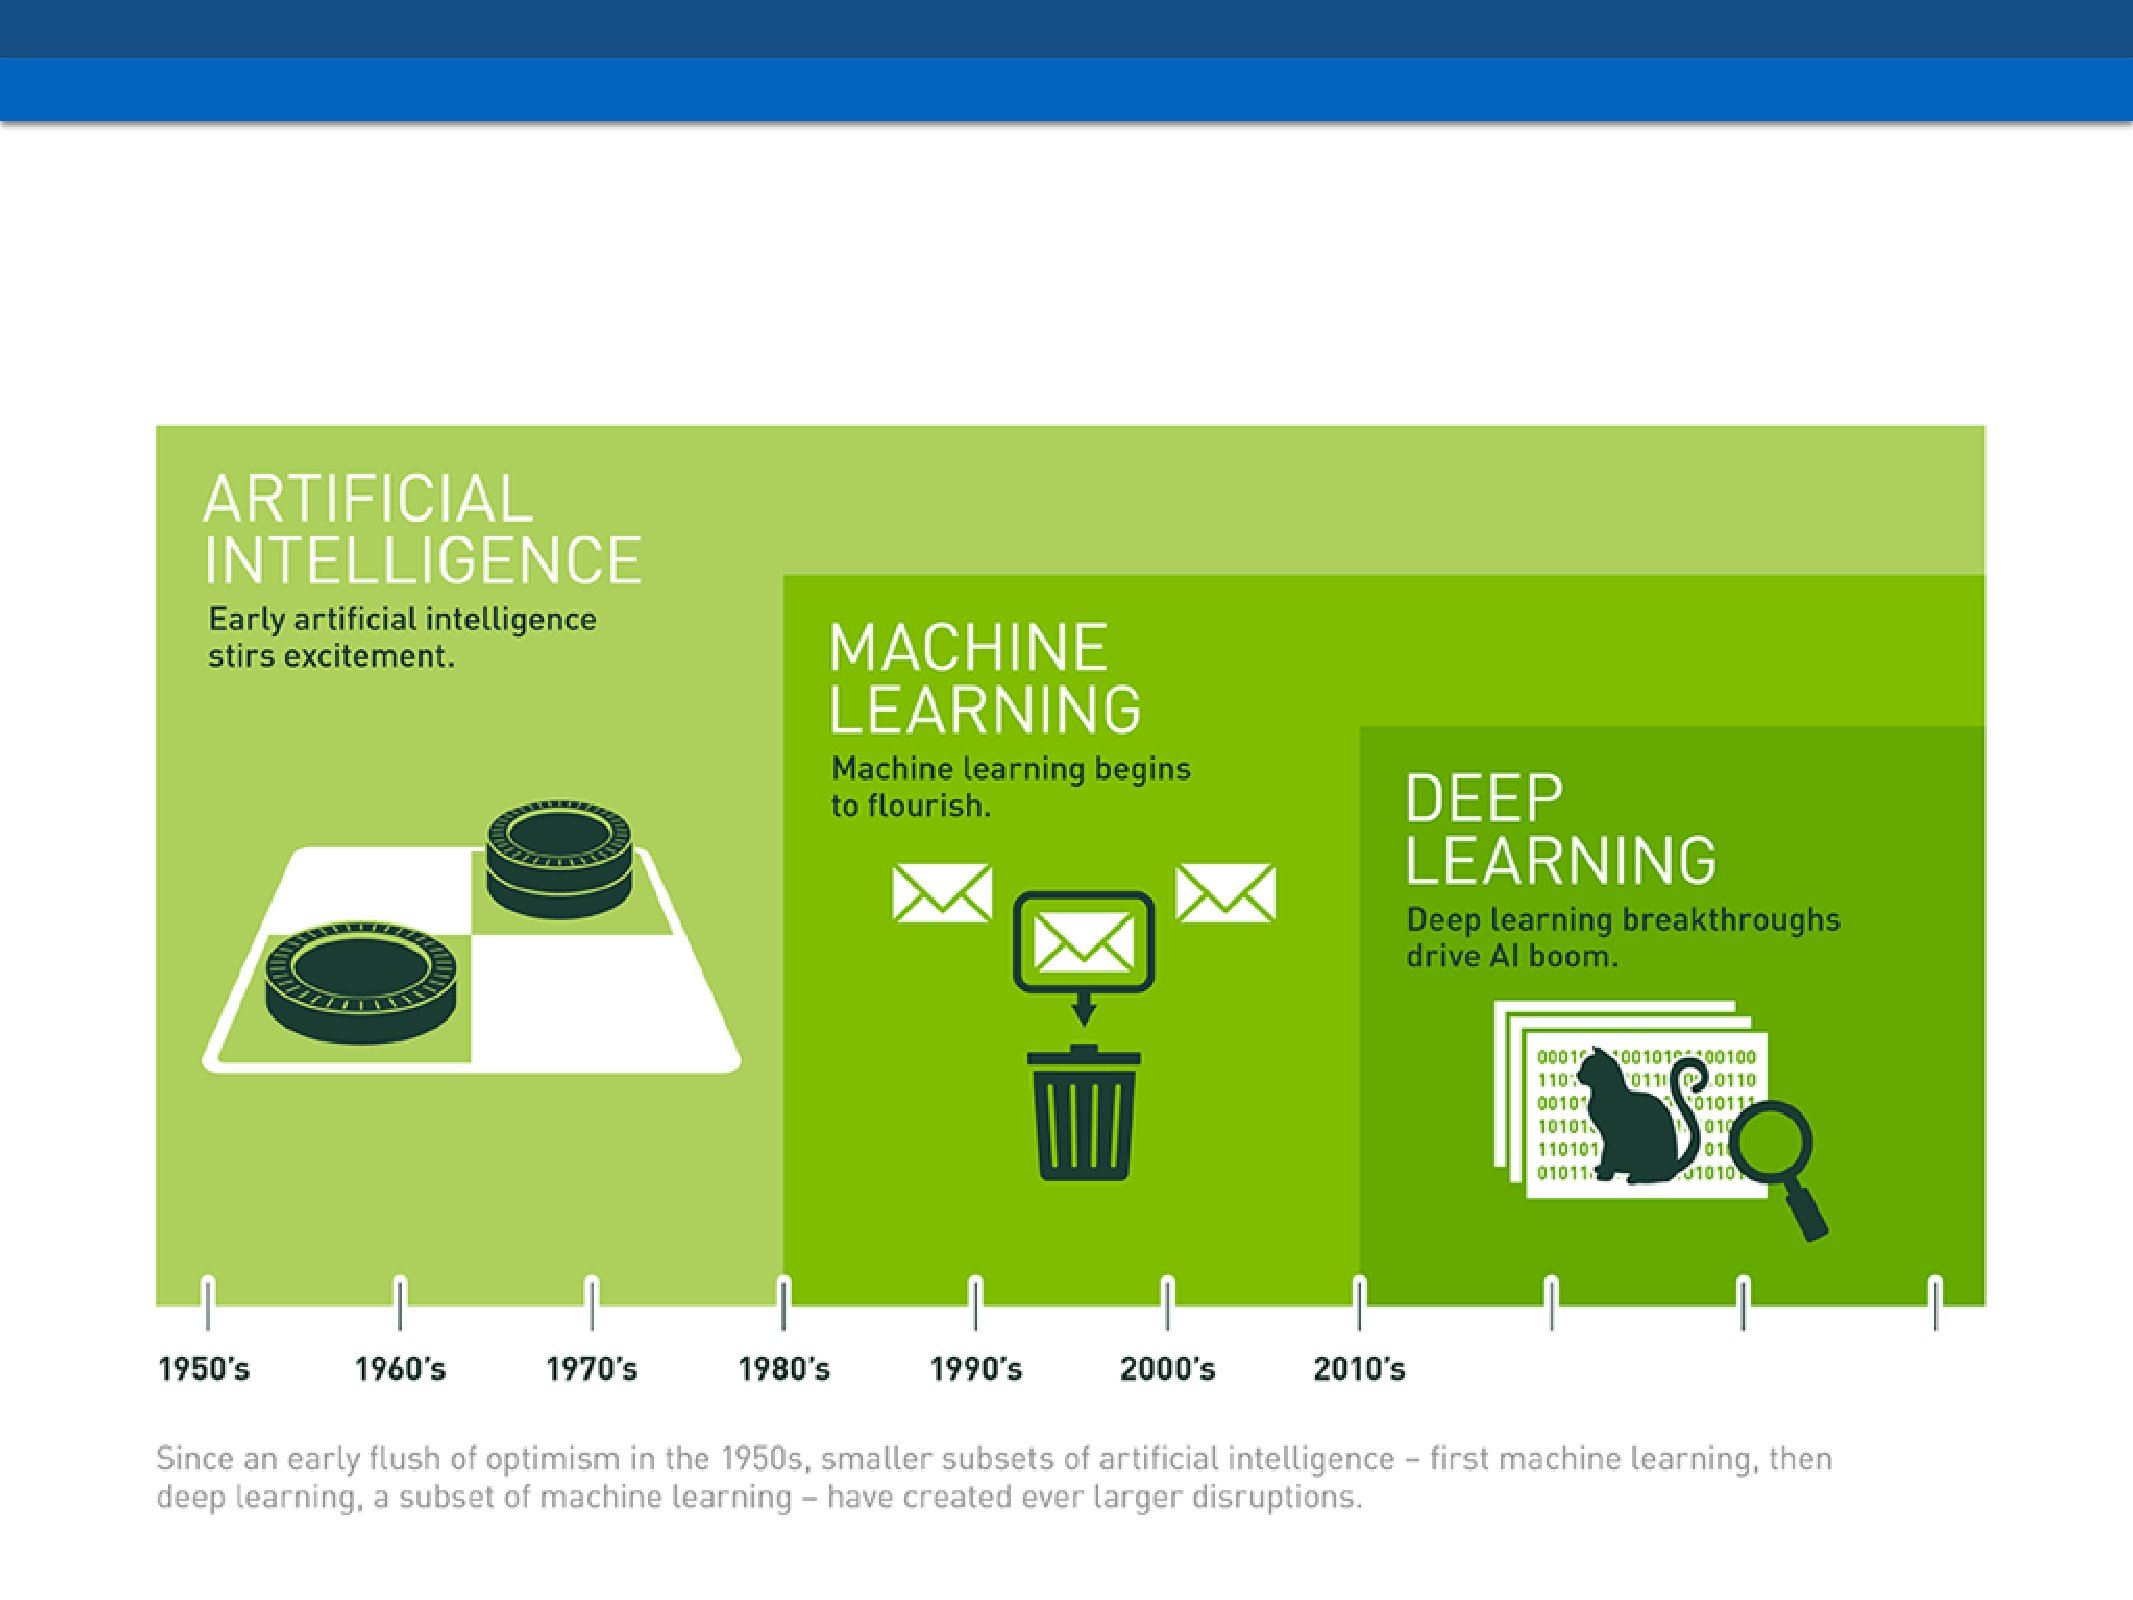 ARTIFICIAL
INTELLIGENCE
Early artificial intelligence
stirs excitement.
MACHINE
LEARNING
Machine learning begins
to flourish.
DEEP
LEARNING
Deep learning breakthroughs
drive AI boom.
1950's 1960's 1970's 1980's 1990's 2000's 2010's
Since an early flush of optimism in the 1950s, smaller subsets of artificial intelligence – first machine learning, then
deep learning, a subset of machine learning – have created ever larger disruptions.